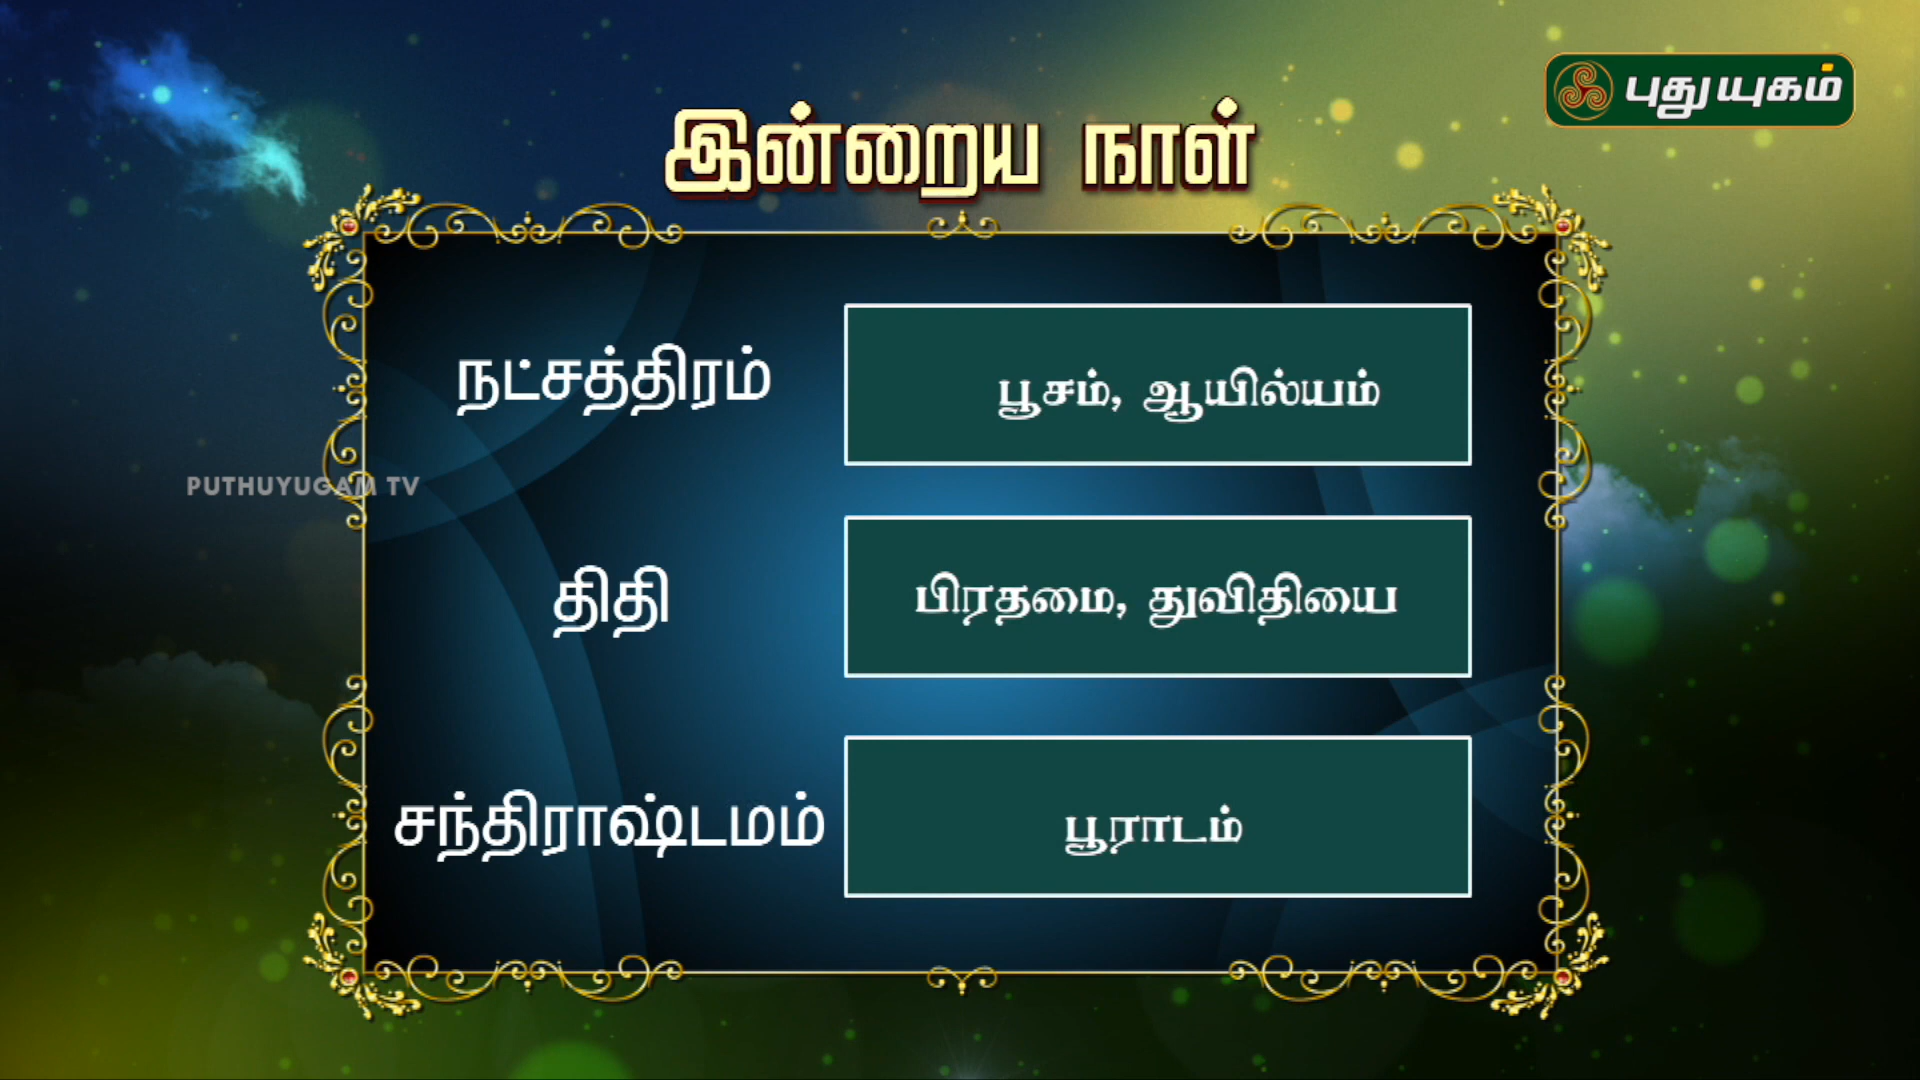 புதுயுகம்
இன்றைய நாள்
நட்சத்திரம்
பூசம், ஆயில்யம்
PUTHUYUGAM TV
திதி
பிரதமை, துவிதியை
சந்திராஷ்டமம்
பூராடம்